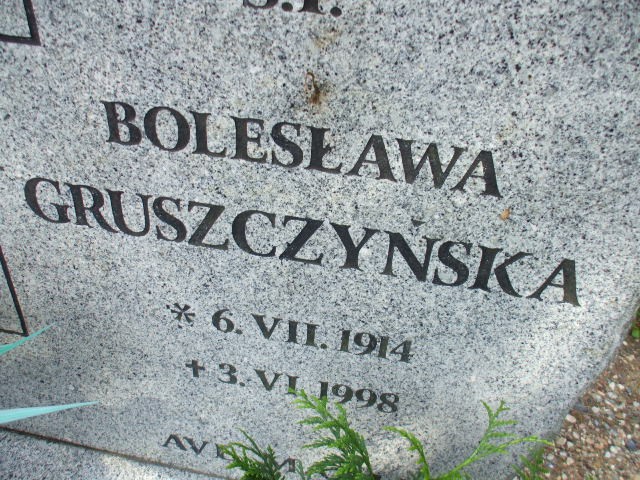 Ś.P.
BOLESŁAWA
GRUSZCZYŃSKA
* 6. VII. 1914
+ 3. VI. 1998